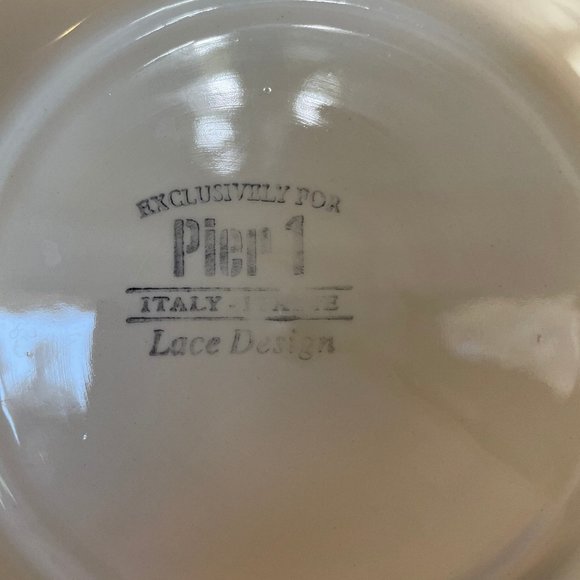 EXCLUSIVELY FOR
Pier 1
ITALY -
Lace Design